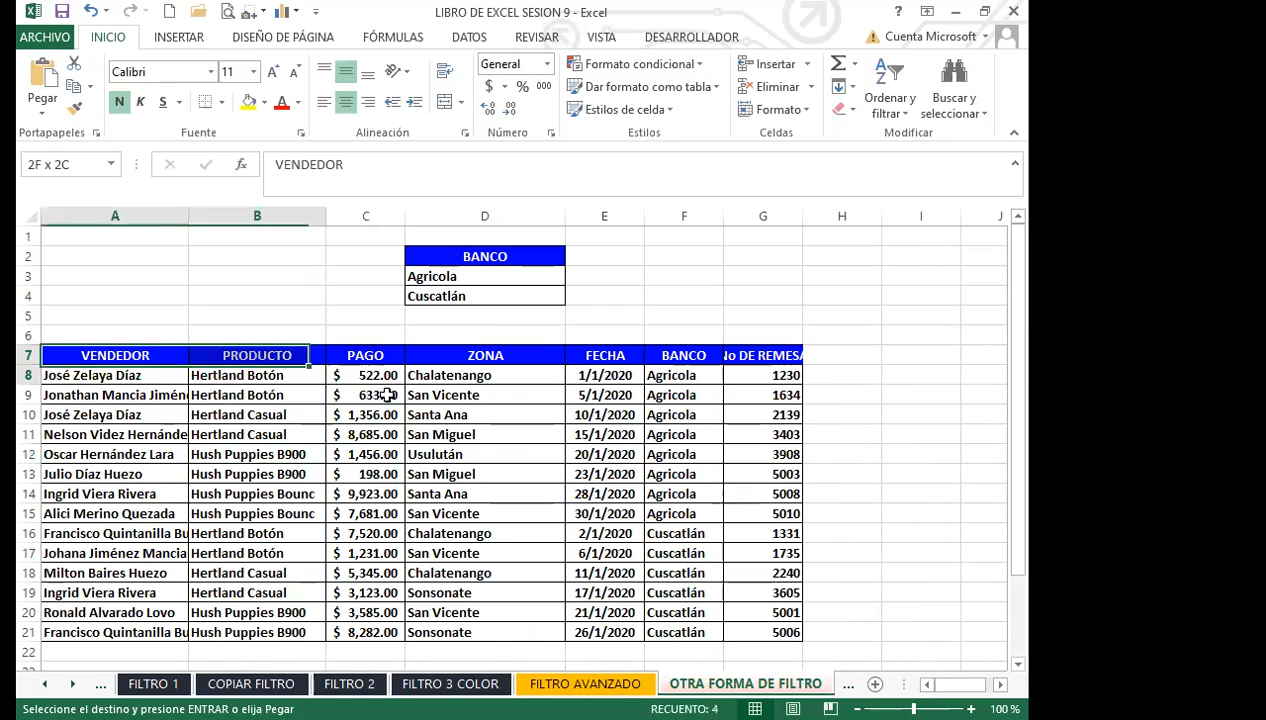 LIBRO DE EXCEL SESION 9 - Excel
ARCHIVO INICIO INSERTAR DISEÑO DE PÁGINA FÓRMULAS DATOS REVISAR VISTA DESARROLLADOR Cuenta Microsoft
Pegar Calibri 11 General Formato condicional Insertar
Dar formato como tabla Eliminar Ordenar y Buscar y
N K S $ % 000 Estilos de celda Formato filtrar seleccionar
Portapapeles Fuente Alineación Número Estilos Celdas Modificar
2F x 2C fx VENDEDOR
A B C D E F G H I J
1
2 BANCO
3 Agricola
4 Cuscatlán
5
6
7 VENDEDOR PRODUCTO PAGO ZONA FECHA BANCO No DE REMESA
8 José Zelaya Díaz Hertland Botón $ 522.00 Chalatenango 1/1/2020 Agricola 1230
9 Jonathan Mancia Jiméne Hertland Botón $ San Vicente 5/1/2020 Agricola 1634
10 José Zelaya Díaz Hertland Casual $ 1,356.00 Santa Ana 10/1/2020 Agricola 2139
11 Nelson Videz Hernánde Hertland Casual $ 8,685.00 San Miguel 15/1/2020 Agricola 3403
12 Oscar Hernández Lara Hush Puppies B900 $ 1,456.00 Usulután 20/1/2020 Agricola 3908
13 Julio Díaz Huezo Hush Puppies B900 $ 198.00 San Miguel 23/1/2020 Agricola 5003
14 Ingrid Viera Rivera Hush Puppies Bounc $ 9,923.00 Santa Ana 28/1/2020 Agricola 5008
15 Alici Merino Quezada Hush Puppies Bounc $ 7,681.00 San Vicente 30/1/2020 Agricola 5010
16 Francisco Quintanilla Bu Hertland Botón $ 7,520.00 Chalatenango 2/1/2020 Cuscatlán 1331
17 Johana Jiménez Mancia Hertland Botón $ 1,231.00 San Vicente 6/1/2020 Cuscatlán 1735
18 Milton Baires Huezo Hertland Casual $ 5,345.00 Chalatenango 11/1/2020 Cuscatlán 2240
19 Ingrid Viera Rivera Hertland Casual $ 3,123.00 Sonsonate 17/1/2020 Cuscatlán 3605
20 Ronald Alvarado Lovo Hush Puppies B900 $ 3,585.00 San Vicente 21/1/2020 Cuscatlán 5001
21 Francisco Quintanilla Bu Hush Puppies B900 $ 8,282.00 Sonsonate 26/1/2020 Cuscatlán 5006
22
... FILTRO 1 COPIAR FILTRO FILTRO 2 FILTRO 3 COLOR FILTRO AVANZADO OTRA FORMA DE FILTRO ...
Seleccione el destino y presione ENTRAR o elija Pegar RECUENTO: 4 100 %